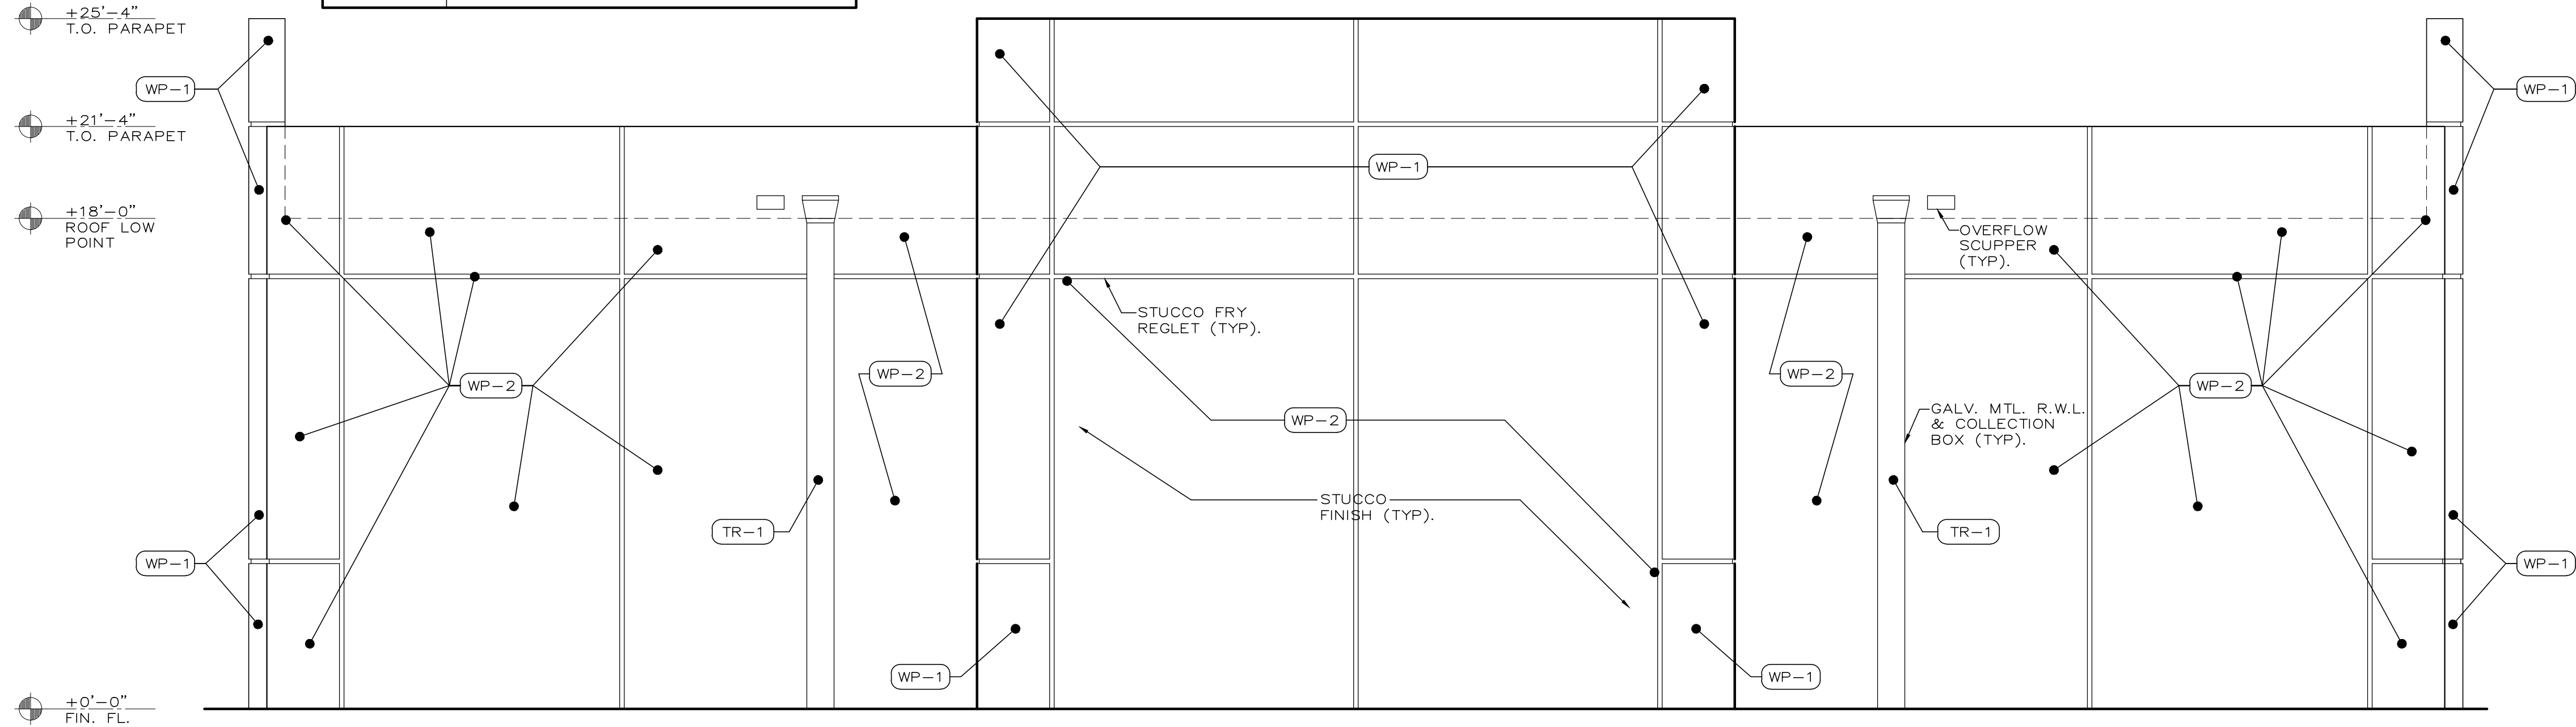 +25'-4"
T.O. PARAPET
WP-1
WP-1
+21'-4"
T.O. PARAPET
WP-1
+18'-0"
ROOF LOW
POINT
OVERFLOW
SCUPPER
(TYP).
STUCCO FRY
REGLET (TYP).
WP-2
WP-2
WP-2
WP-2
WP-2
GALV. MTL. R.W.L.
& COLLECTION
BOX (TYP).
STUCCO
FINISH (TYP).
TR-1
TR-1
WP-1
WP-1
WP-1
WP-1
+0'-0"
FIN. FL.